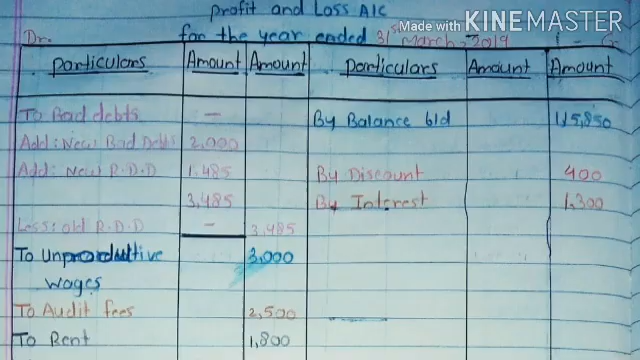 Profit and Loss A/C
Made with KINEMASTER
Dr. for the year ended 31st March, 2019
Particulars Amount Amount Particulars Amount Amount
To Bad debts — By Balance b/d 1,15,850
Add: New Bad Debts 2,000
Add: New R.D.D 1,485 By Discount 400
3,485 By Interest 1,300
Less: old R.D.D — 3,485
To Unproductive 3,000
wages
To Audit fees 2,500
To Rent 1,800